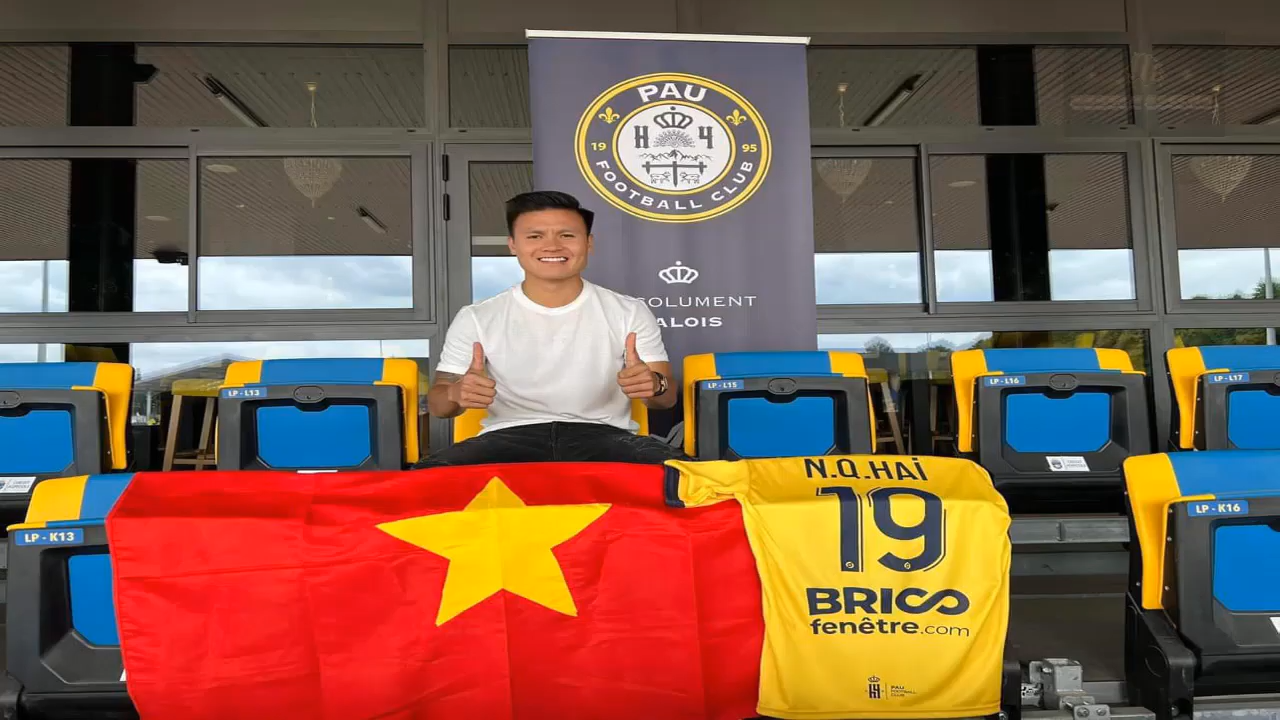 PAU
H 4
19 95
FOOTBALL CLUB
SOLUMENT
ALOIS
LP - L13
LP - L15
LP - L16
LP - L17
LP - K13
LP - K16
N.Q.HAİ
19
BRICO
fenêtre.com
PAU
FOOTBALL
CLUB